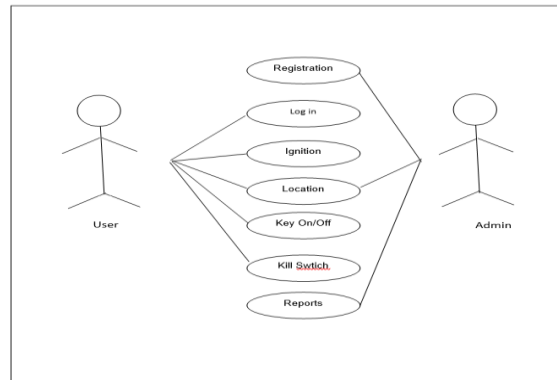 Registration
Log in
Ignition
Location
Key On/Off
Kill Swtich
Reports
User
Admin